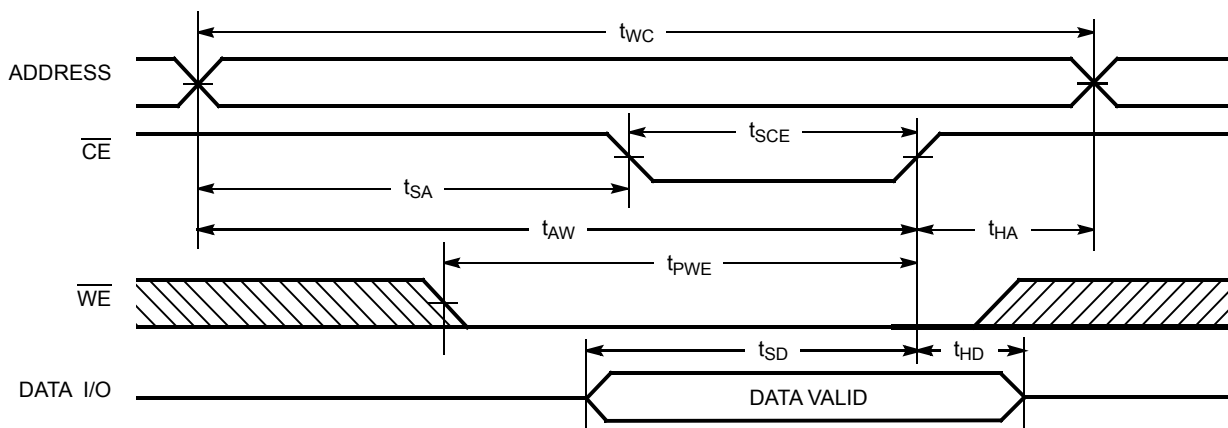 tWC
ADDRESS
CE
tSCE
tSA
tAW
tHA
tPWE
WE
tSD
tHD
DATA I/O
DATA VALID